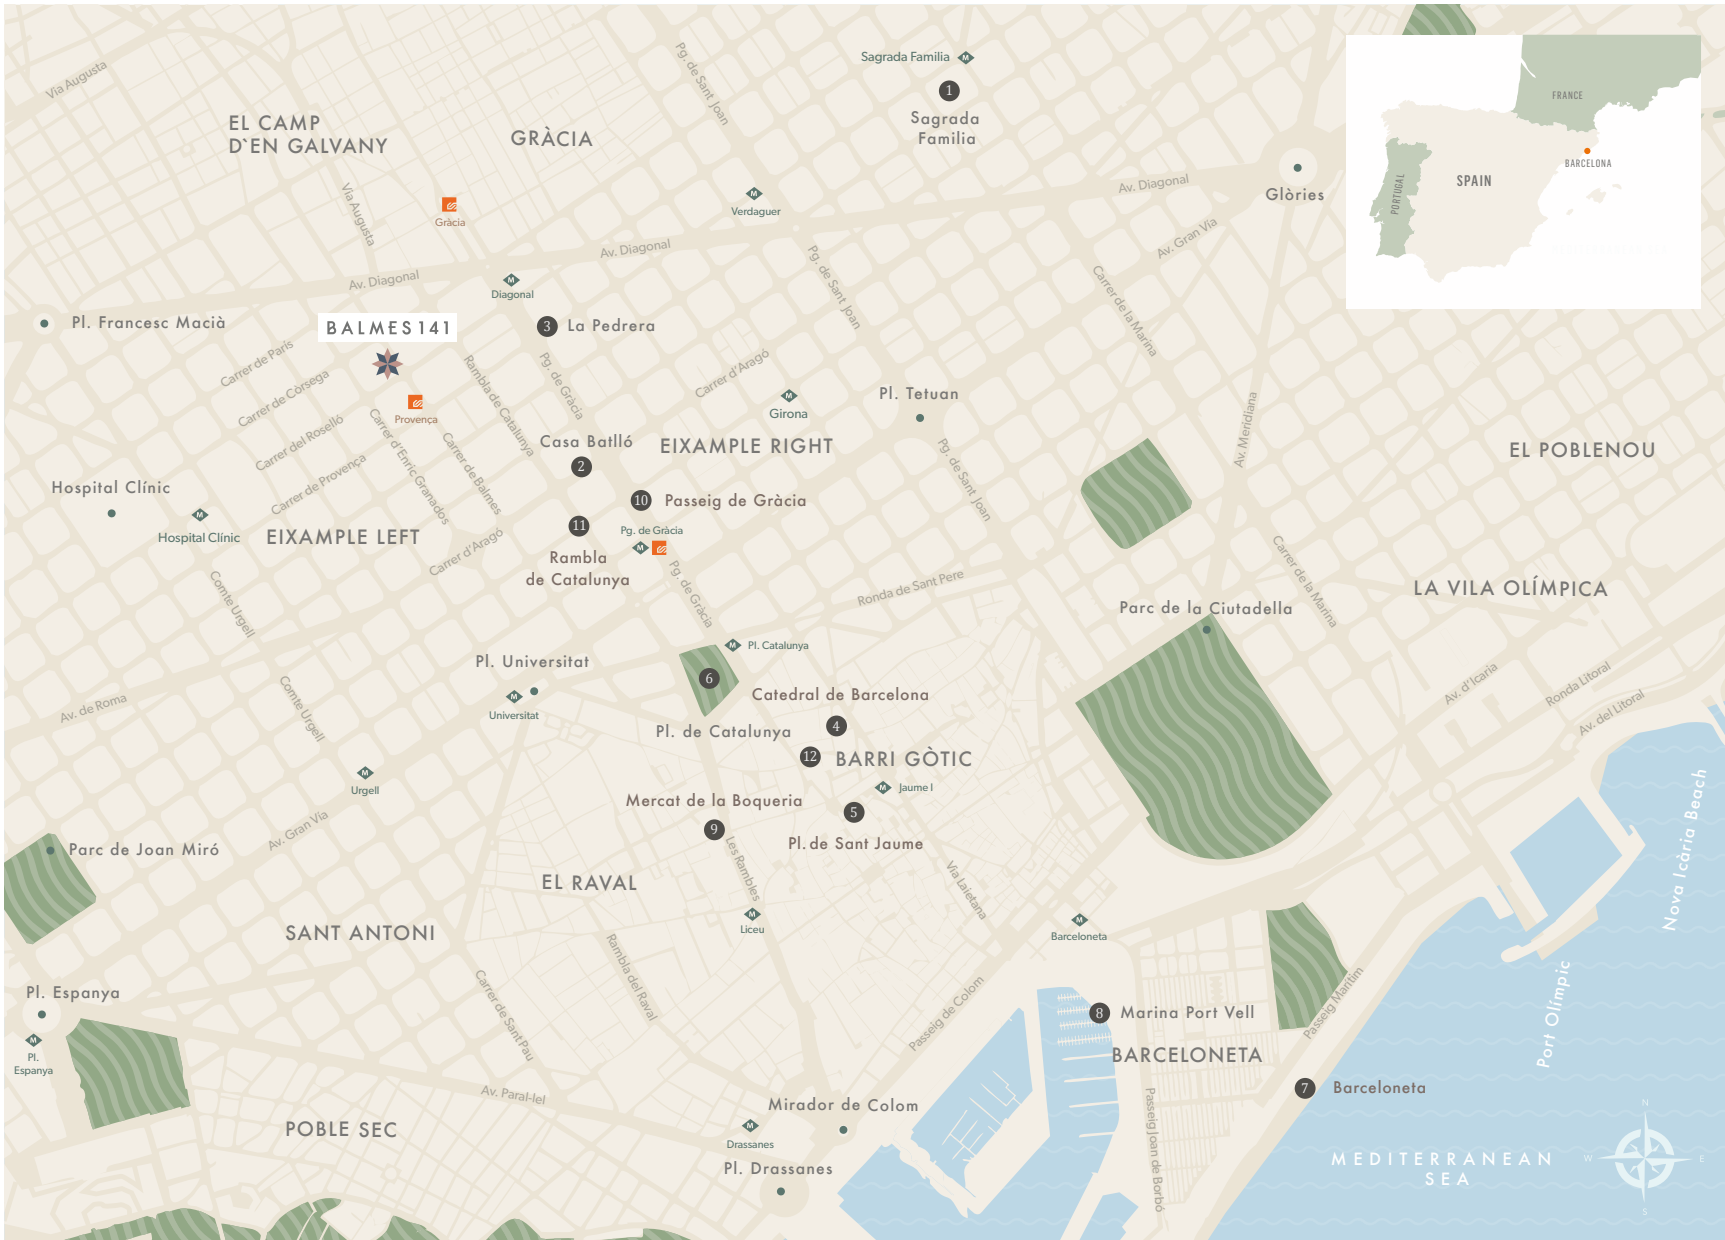 Sagrada Familia
M
1
Sagrada
Familia
Pg. de Sant Joan
Via Augusta
EL CAMP
D`EN GALVANY
GRÀCIA
FRANCE
BARCELONA
SPAIN
PORTUGAL
Via Augusta
Gràcia
M
Verdaguer
Av. Diagonal
Glòries
Av. Diagonal
Av. Gran Via
Av. Diagonal
M
Diagonal
Pg. de Sant Joan
Carrer de la Marina
Pl. Francesc Macià
BALMES 141
3
La Pedrera
Carrer de París
Carrer de Còrsega
Carrer del Roselló
Carrer de Provença
Provença
Carrer d'Enric Granados
Carrer de Balmes
Rambla de Catalunya
Pg. de Gràcia
Carrer d'Aragó
M
Girona
Pl. Tetuan
Av. Meridiana
Casa Batlló
2
EIXAMPLE RIGHT
EL POBLENOU
Pg. de Sant Joan
Hospital Clínic
M
Hospital Clínic
EIXAMPLE LEFT
10
Passeig de Gràcia
11
Rambla
de Catalunya
Pg. de Gràcia
M
Carrer d'Aragó
Pg. de Gràcia
Ronda de Sant Pere
Carrer de la Marina
LA VILA OLÍMPICA
Parc de la Ciutadella
Comte Urgell
M
Pl. Catalunya
6
Pl. Universitat
M
Universitat
Catedral de Barcelona
Pl. de Catalunya
4
12
BARRI GÒTIC
Av. de Roma
Comte Urgell
Av. d'Icaria
Ronda Litoral
Av. del Litoral
M
Urgell
M
Jaume I
Mercat de la Boqueria
9
5
Pl. de Sant Jaume
Av. Gran Via
Parc de Joan Miró
Les Rambles
Via Laietana
Nova Icària Beach
EL RAVAL
M
Liceu
M
Barceloneta
SANT ANTONI
Rambla del Raval
Carrer de Sant Pau
Passeig de Colom
Passeig Marítim
Port Olímpic
Pl. Espanya
M
Pl.
Espanya
8
Marina Port Vell
BARCELONETA
7
Barceloneta
Av. Paral-lel
Mirador de Colom
Passeig Joan de Borbó
POBLE SEC
M
Drassanes
Pl. Drassanes
MEDITERRANEAN
SEA
N
W
E
S